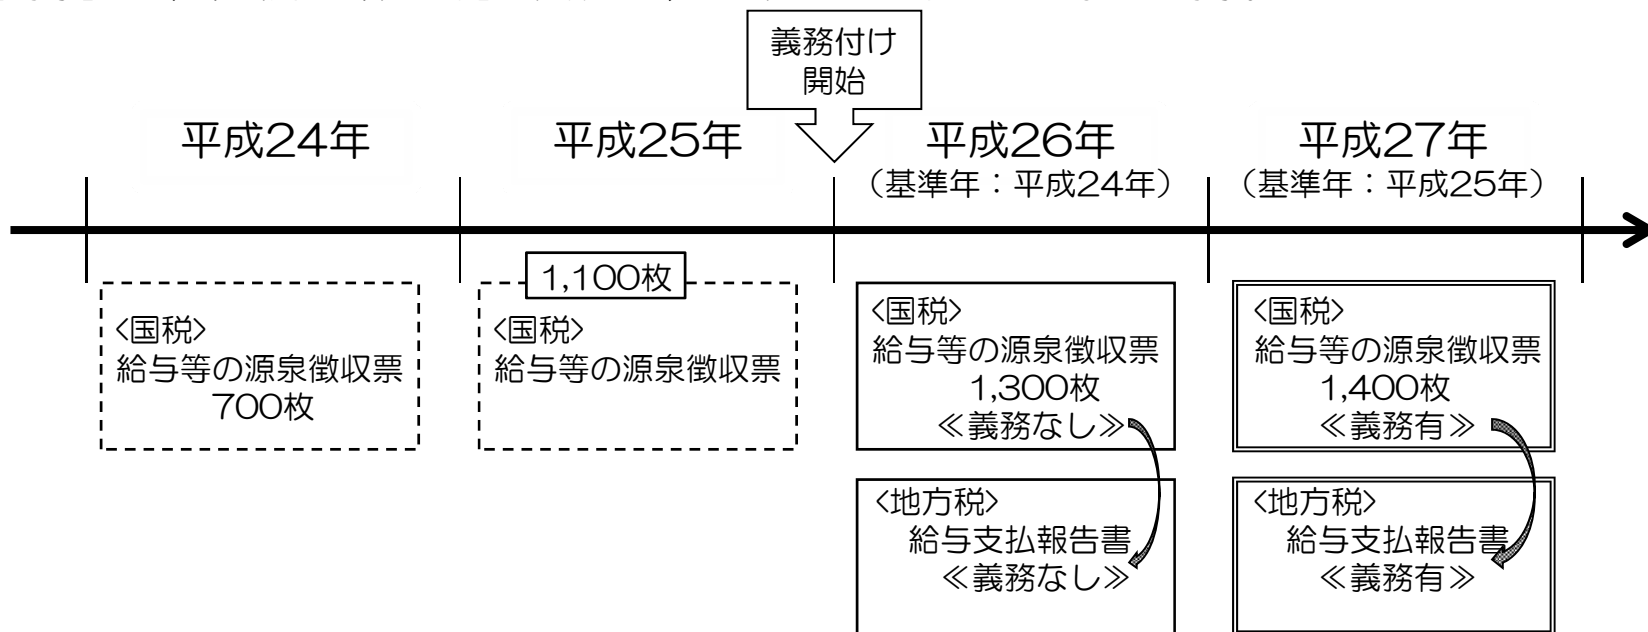 義務付け
開始
平成24年
平成25年
平成26年
(基準年:平成24年)
平成27年
(基準年:平成25年)
<国税>
給与等の源泉徴収票
700枚
1,100枚
<国税>
給与等の源泉徴収票
<国税>
給与等の源泉徴収票
1,300枚
≪義務なし≫
<地方税>
給与支払報告書
≪義務なし≫
<国税>
給与等の源泉徴収票
1,400枚
≪義務有≫
<地方税>
給与支払報告書
≪義務有≫